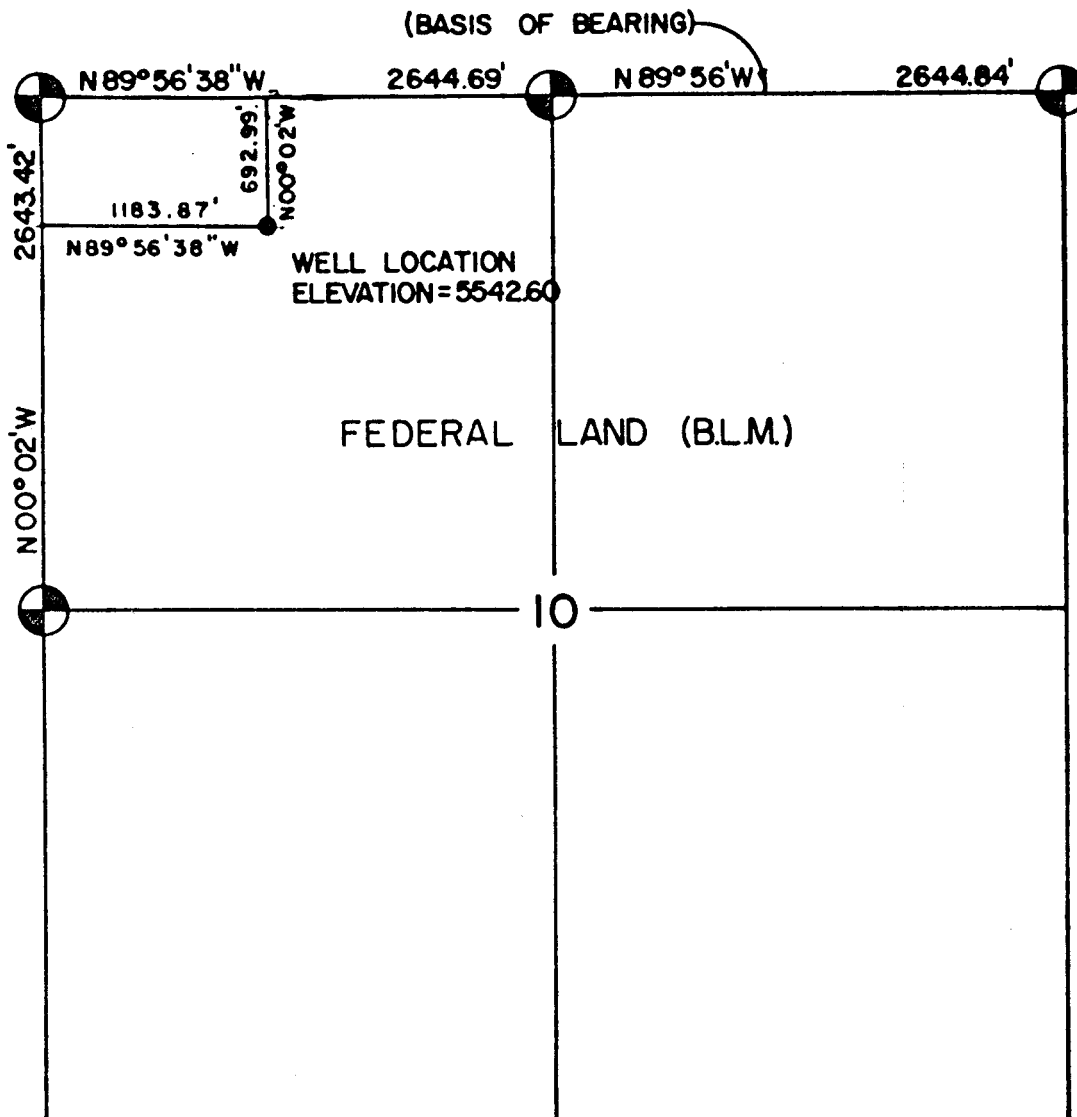 (BASIS OF BEARING)
N89°56'38"W
2644.69'
N89°56'W
2644.84'
2643.42'
692.99'
N00°02'W
1183.87'
N89°56'38"W
WELL LOCATION
ELEVATION=5542.60
N00°02'W
FEDERAL LAND (B.L.M.)
10